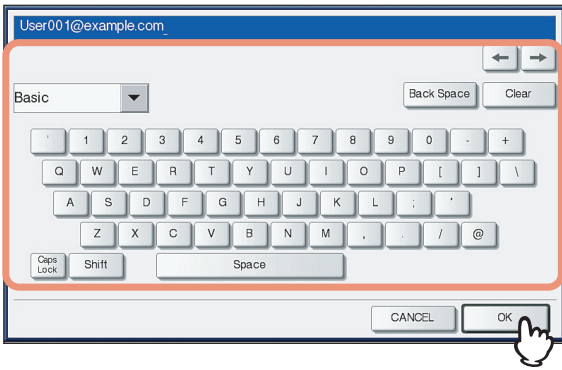 User001@example.com_
← →
Basic Back Space Clear
' 1 2 3 4 5 6 7 8 9 0 - +
Q W E R T Y U I O P [ ] \
A S D F G H J K L ; "
Z X C V B N M , . / @
Caps Lock Shift Space
CANCEL OK